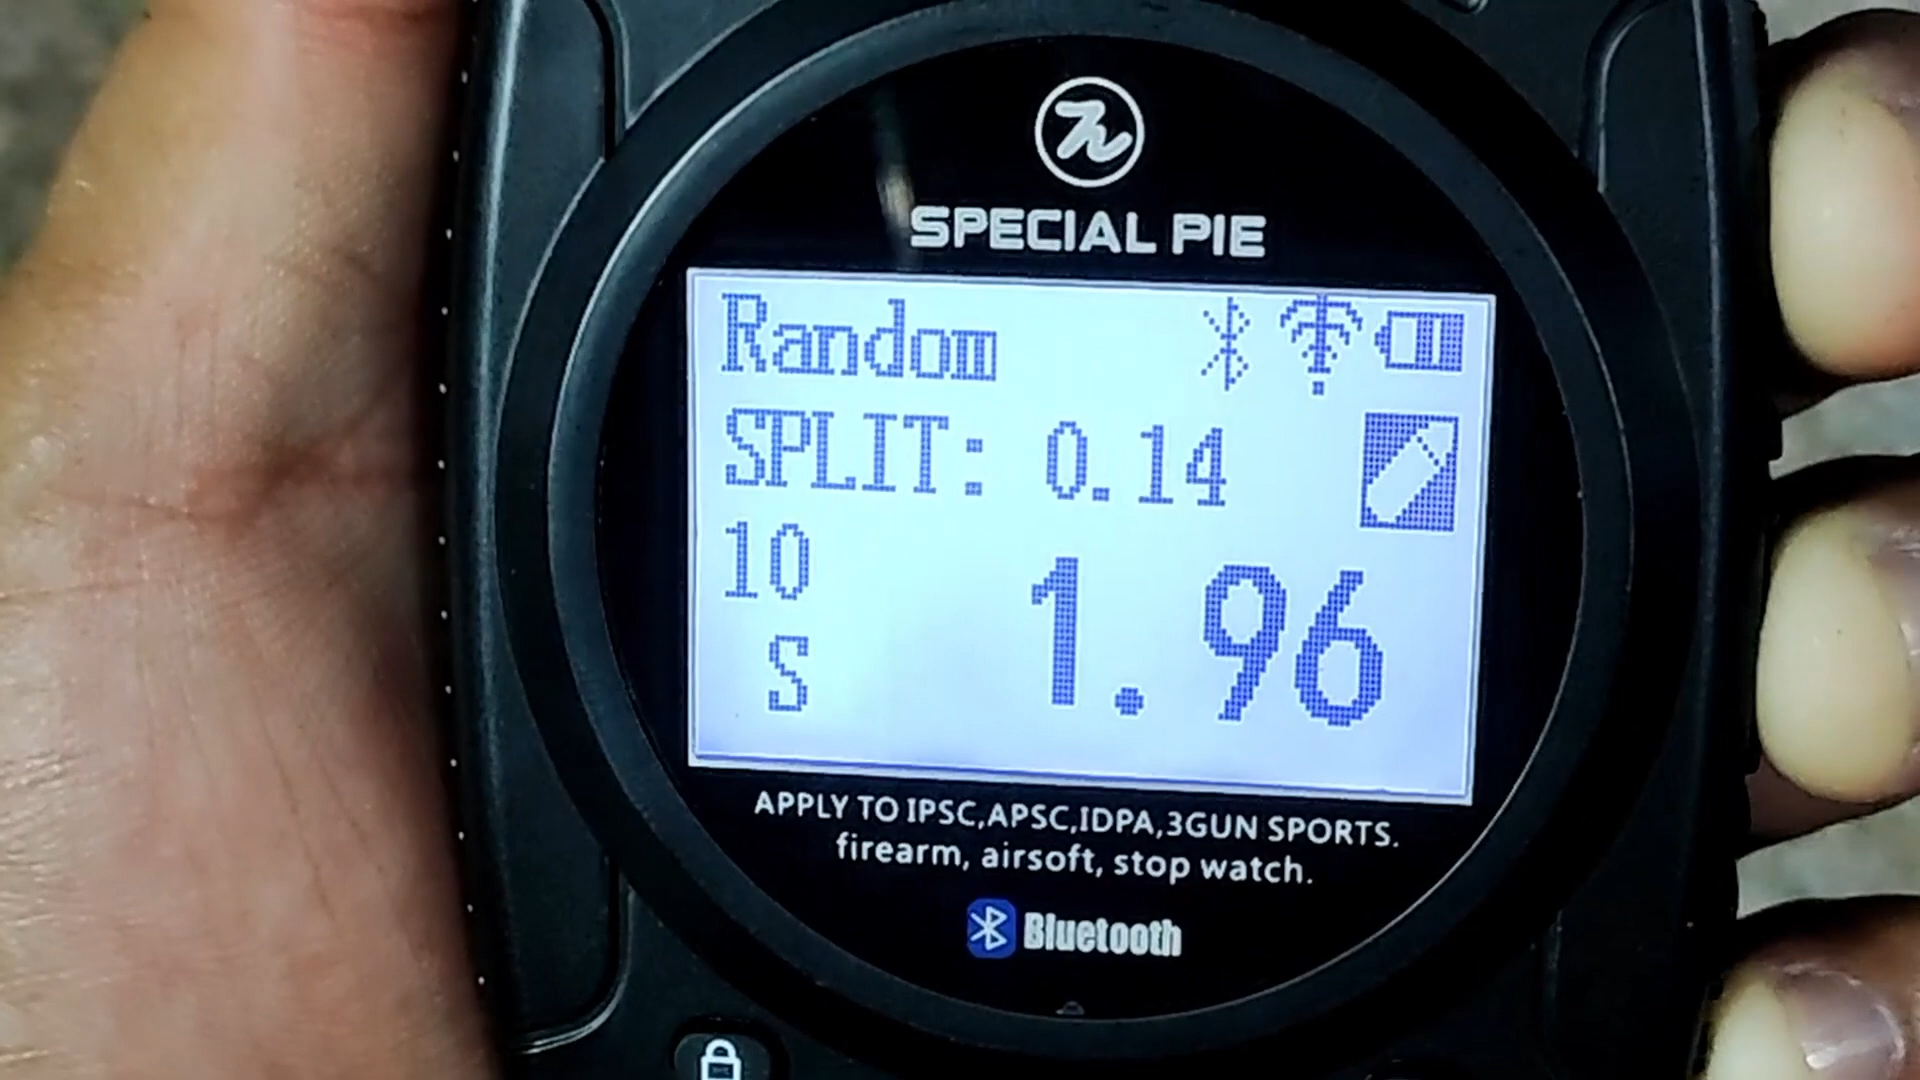 SPECIAL PIE
Random
SPLIT: 0.14
10
1.96
S
APPLY TO IPSC,APSC,IDPA,3GUN SPORTS.
firearm, airsoft, stop watch.
Bluetooth